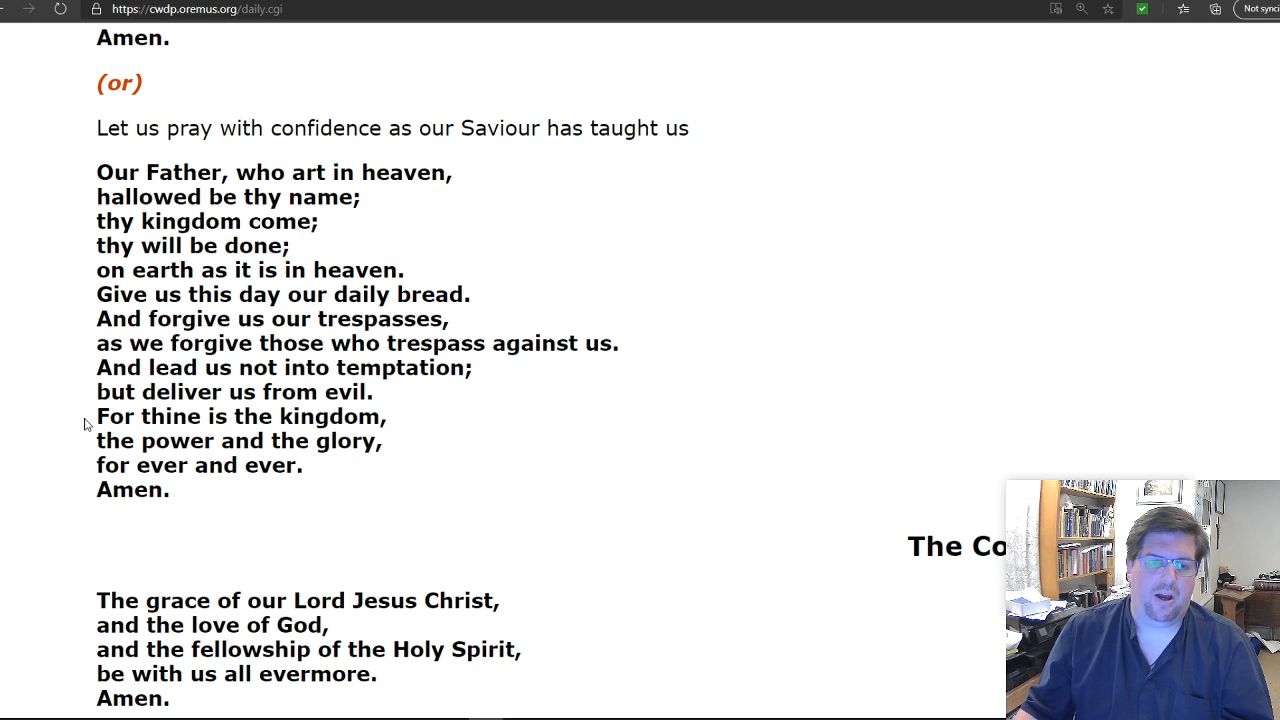 https://cwdp.oremus.org/daily.cgi
Not synci
Amen.
(or)
Let us pray with confidence as our Saviour has taught us
Our Father, who art in heaven,
hallowed be thy name;
thy kingdom come;
thy will be done;
on earth as it is in heaven.
Give us this day our daily bread.
And forgive us our trespasses,
as we forgive those who trespass against us.
And lead us not into temptation;
but deliver us from evil.
For thine is the kingdom,
the power and the glory,
for ever and ever.
Amen.
The Co
The grace of our Lord Jesus Christ,
and the love of God,
and the fellowship of the Holy Spirit,
be with us all evermore.
Amen.